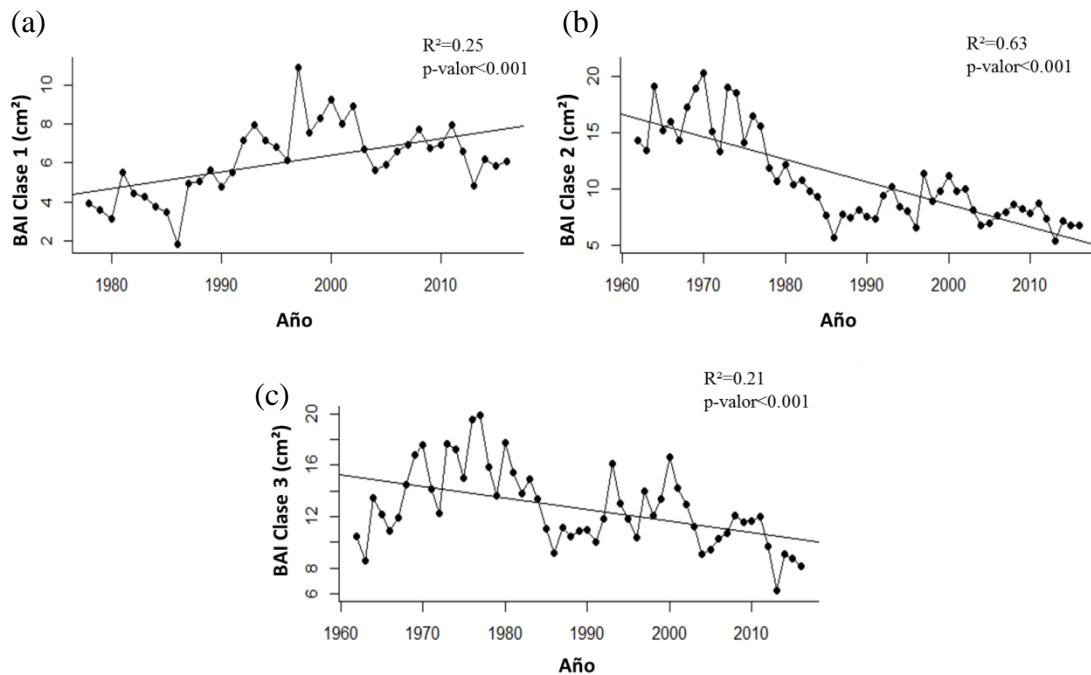 (a)
R²=0.25
p-valor<0.001
BAI Clase 1 (cm²)
10
8
6
4
2
1980 1990 2000 2010
Año
(b)
R²=0.63
p-valor<0.001
BAI Clase 2 (cm²)
20
15
10
5
1960 1970 1980 1990 2000 2010
Año
(c)
R²=0.21
p-valor<0.001
BAI Clase 3 (cm²)
20
16
12
8
6
1960 1970 1980 1990 2000 2010
Año